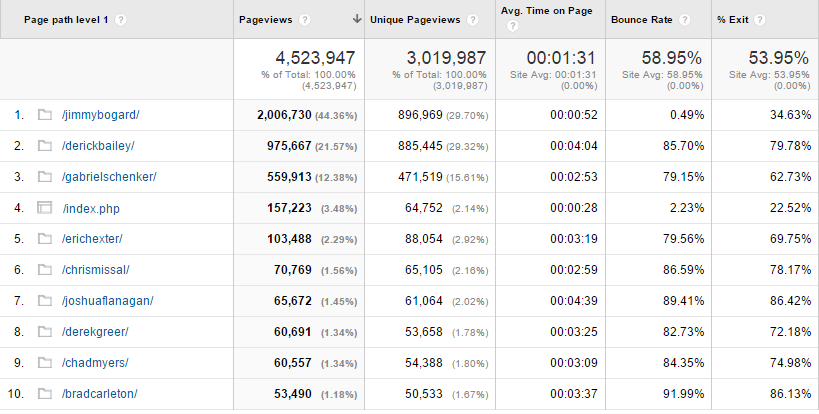 Page path level 1 ? Pageviews ? Unique Pageviews ? Avg. Time on Page ? Bounce Rate ? % Exit ?
4,523,947 3,019,987 00:01:31 58.95% 53.95%
% of Total: 100.00% % of Total: 100.00% Site Avg: 00:01:31 Site Avg: 58.95% Site Avg: 53.95%
(4,523,947) (3,019,987) (0.00%) (0.00%) (0.00%)
1. /jimmybogard/ 2,006,730 (44.36%) 896,969 (29.70%) 00:00:52 0.49% 34.63%
2. /derickbailey/ 975,667 (21.57%) 885,445 (29.32%) 00:04:04 85.70% 79.78%
3. /gabrielschenker/ 559,913 (12.38%) 471,519 (15.61%) 00:02:53 79.15% 62.73%
4. /index.php 157,223 (3.48%) 64,752 (2.14%) 00:00:28 2.23% 22.52%
5. /erichexter/ 103,488 (2.29%) 88,054 (2.92%) 00:03:19 79.56% 69.75%
6. /chrismissal/ 70,769 (1.56%) 65,105 (2.16%) 00:02:59 86.59% 78.17%
7. /joshuaflanagan/ 65,672 (1.45%) 61,064 (2.02%) 00:04:39 89.41% 86.42%
8. /derekgreer/ 60,691 (1.34%) 53,658 (1.78%) 00:03:25 82.73% 72.18%
9. /chadmyers/ 60,557 (1.34%) 54,388 (1.80%) 00:03:09 84.35% 74.98%
10. /bradcarleton/ 53,490 (1.18%) 50,533 (1.67%) 00:03:37 91.99% 86.13%